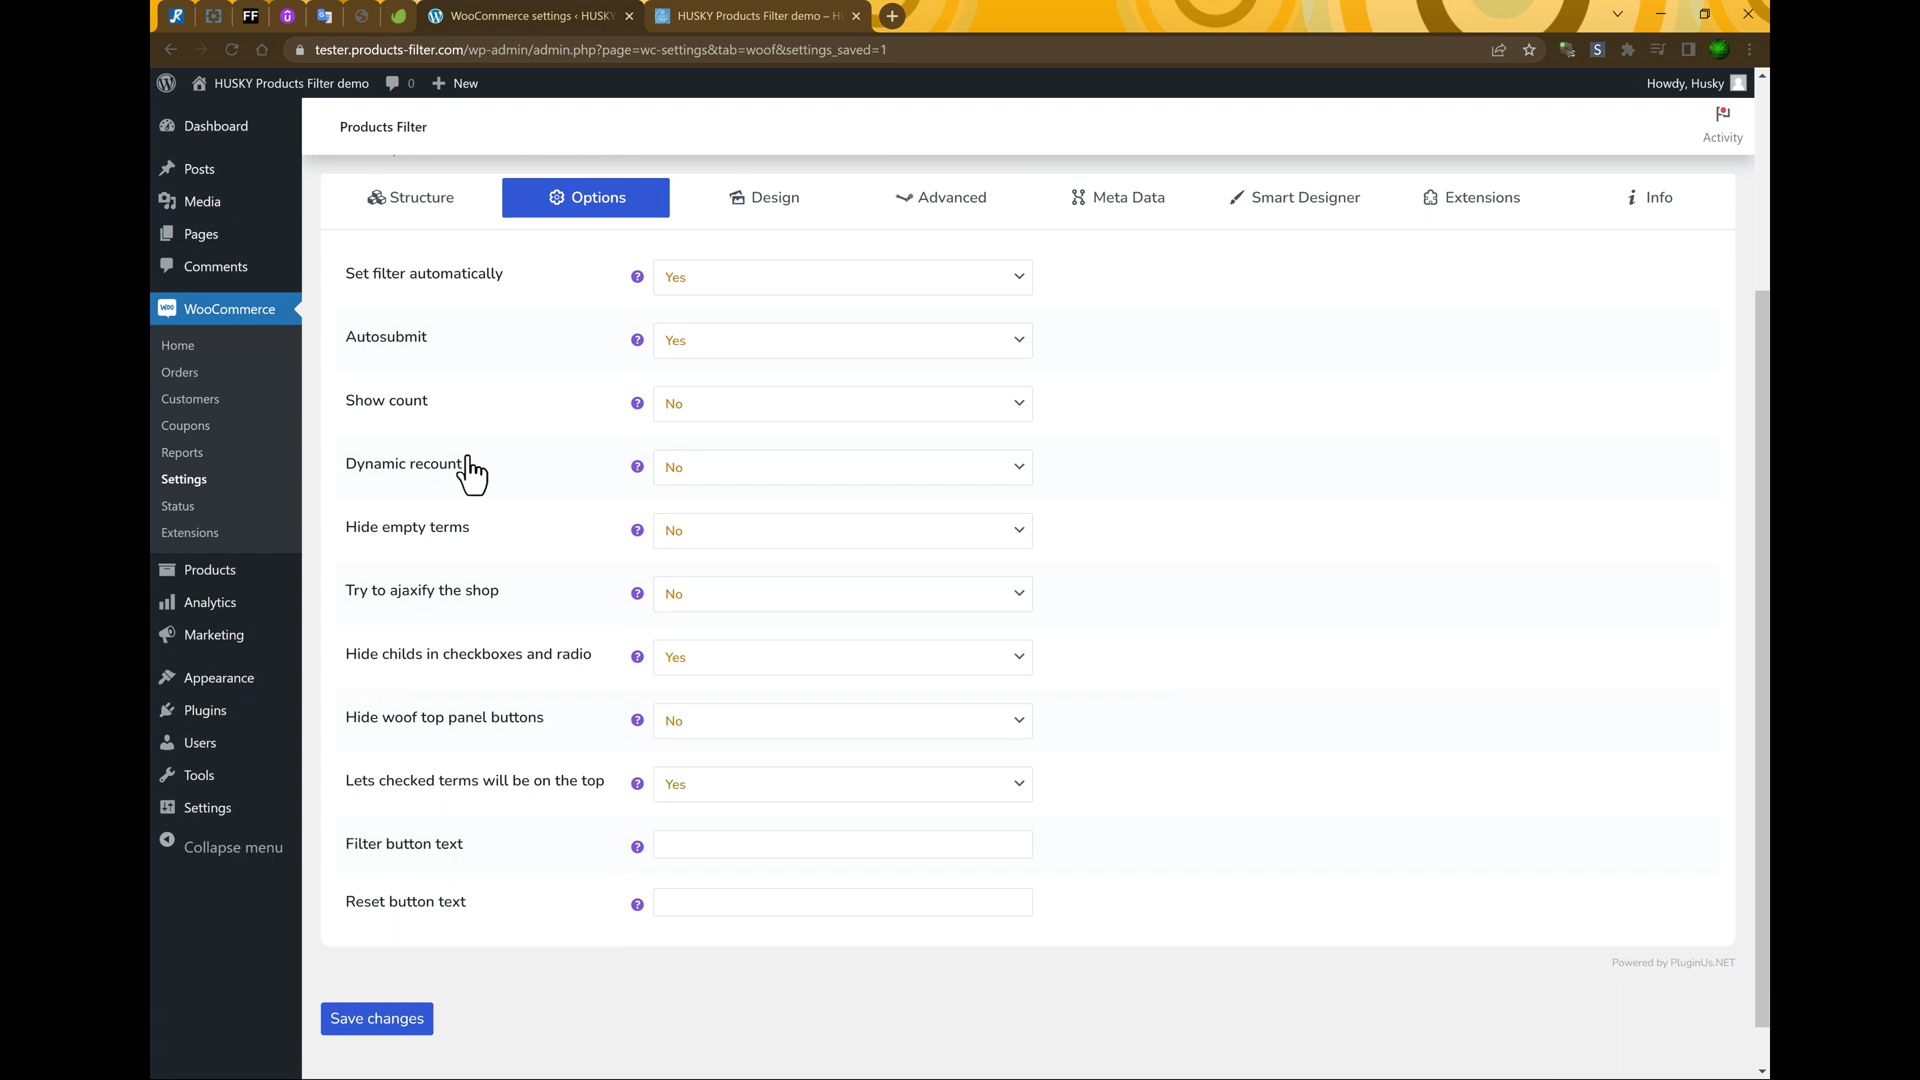 WooCommerce settings ‹ HUSKY
HUSKY Products Filter demo – H
tester.products-filter.com/wp-admin/admin.php?page=wc-settings&tab=woof&settings_saved=1
HUSKY Products Filter demo
0
New
Howdy, Husky
Products Filter
Activity
Dashboard
Posts
Media
Pages
Comments
WooCommerce
Home
Orders
Customers
Coupons
Reports
Settings
Status
Extensions
Products
Analytics
Marketing
Appearance
Plugins
Users
Tools
Settings
Collapse menu
Structure
Options
Design
Advanced
Meta Data
Smart Designer
Extensions
Info
Set filter automatically
Yes
Autosubmit
Yes
Show count
No
Dynamic recount
No
Hide empty terms
No
Try to ajaxify the shop
No
Hide childs in checkboxes and radio
Yes
Hide woof top panel buttons
No
Lets checked terms will be on the top
Yes
Filter button text
Reset button text
Powered by PluginUs.NET
Save changes